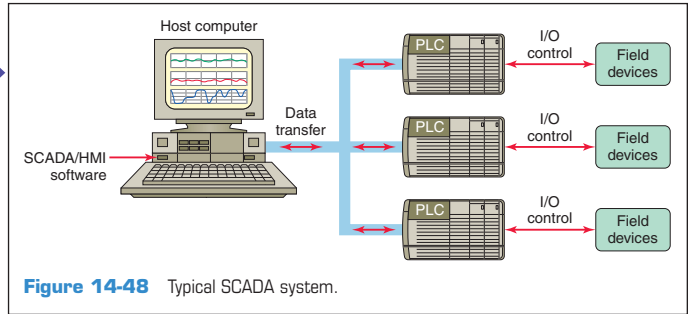 Host computer
SCADA/HMI
software
Data
transfer
PLC
I/O
control
Field
devices
PLC
I/O
control
Field
devices
PLC
I/O
control
Field
devices
Figure 14-48 Typical SCADA system.